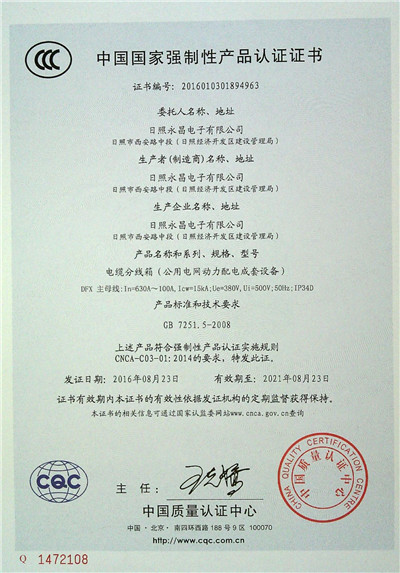 中国国家强制性产品认证证书
证书编号: 2016010301894963
委托人名称、地址
日照永昌电子有限公司
日照市西安路中段(日照经济开发区建设管理局)
生产者(制造商)名称、地址
日照永昌电子有限公司
日照市西安路中段(日照经济开发区建设管理局)
生产企业名称、地址
日照永昌电子有限公司
日照市西安路中段(日照经济开发区建设管理局)
产品名称和系列、规格、型号
电缆分线箱(公用电网动力配电成套设备)
DFX 主母线:In=630A~100A,Icw=15kA;Ue=380V,Ui=500V;50Hz;IP34D
产品标准和技术要求
GB 7251.5-2008
上述产品符合强制性产品认证实施规则
CNCA-C03-01:2014的要求，特发此证。
发证日期: 2016年08月23日 有效期至: 2021年08月23日
证书有效期内本证书的有效性依据发证机构的定期监督获得保持。
本证书的相关信息可通过国家认监委网站www.cnca.gov.cn查询
CHINA QUALITY CERTIFICATION CENTRE
中国质量认证中心
CQC
主 任:
中国质量认证中心
中国·北京·南四环西路188号9区 100070
http://www.cqc.com.cn
Q 1472108